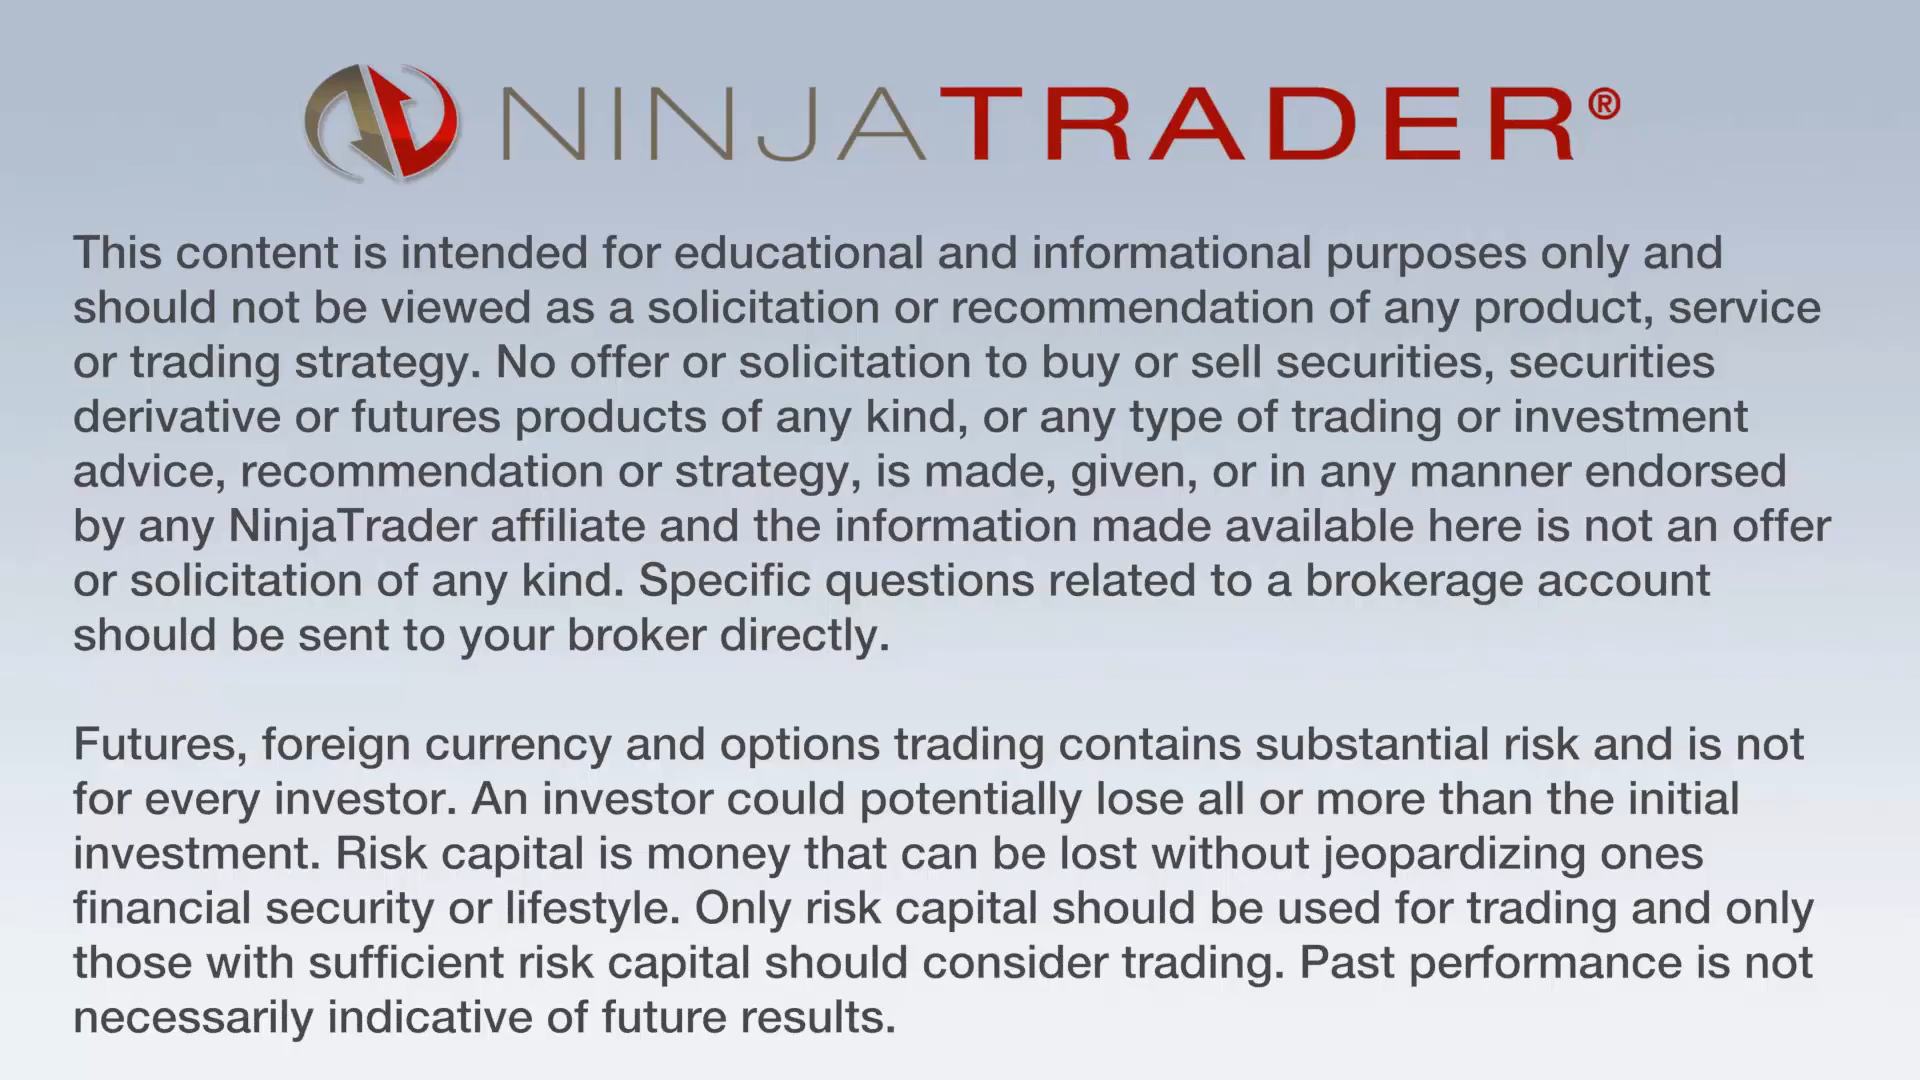 NINJATRADER®
This content is intended for educational and informational purposes only and
should not be viewed as a solicitation or recommendation of any product, service
or trading strategy. No offer or solicitation to buy or sell securities, securities
derivative or futures products of any kind, or any type of trading or investment
advice, recommendation or strategy, is made, given, or in any manner endorsed
by any NinjaTrader affiliate and the information made available here is not an offer
or solicitation of any kind. Specific questions related to a brokerage account
should be sent to your broker directly.
Futures, foreign currency and options trading contains substantial risk and is not
for every investor. An investor could potentially lose all or more than the initial
investment. Risk capital is money that can be lost without jeopardizing ones
financial security or lifestyle. Only risk capital should be used for trading and only
those with sufficient risk capital should consider trading. Past performance is not
necessarily indicative of future results.